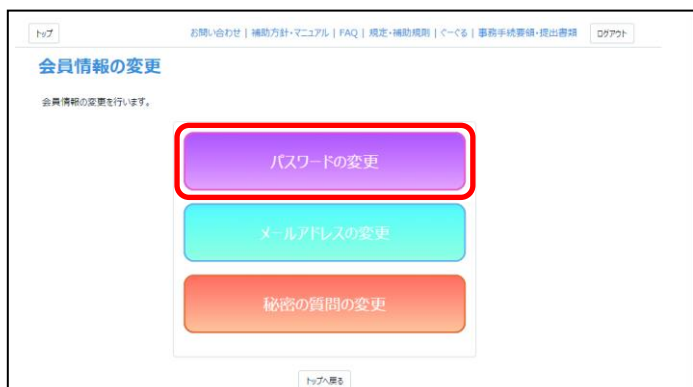 トップ お問い合わせ | 補助方針・マニュアル | FAQ | 規定・補助規則 | ぐーぐる | 事務手続要領・提出書類 ログアウト
会員情報の変更
会員情報の変更を行います。
パスワードの変更
メールアドレスの変更
秘密の質問の変更
トップへ戻る